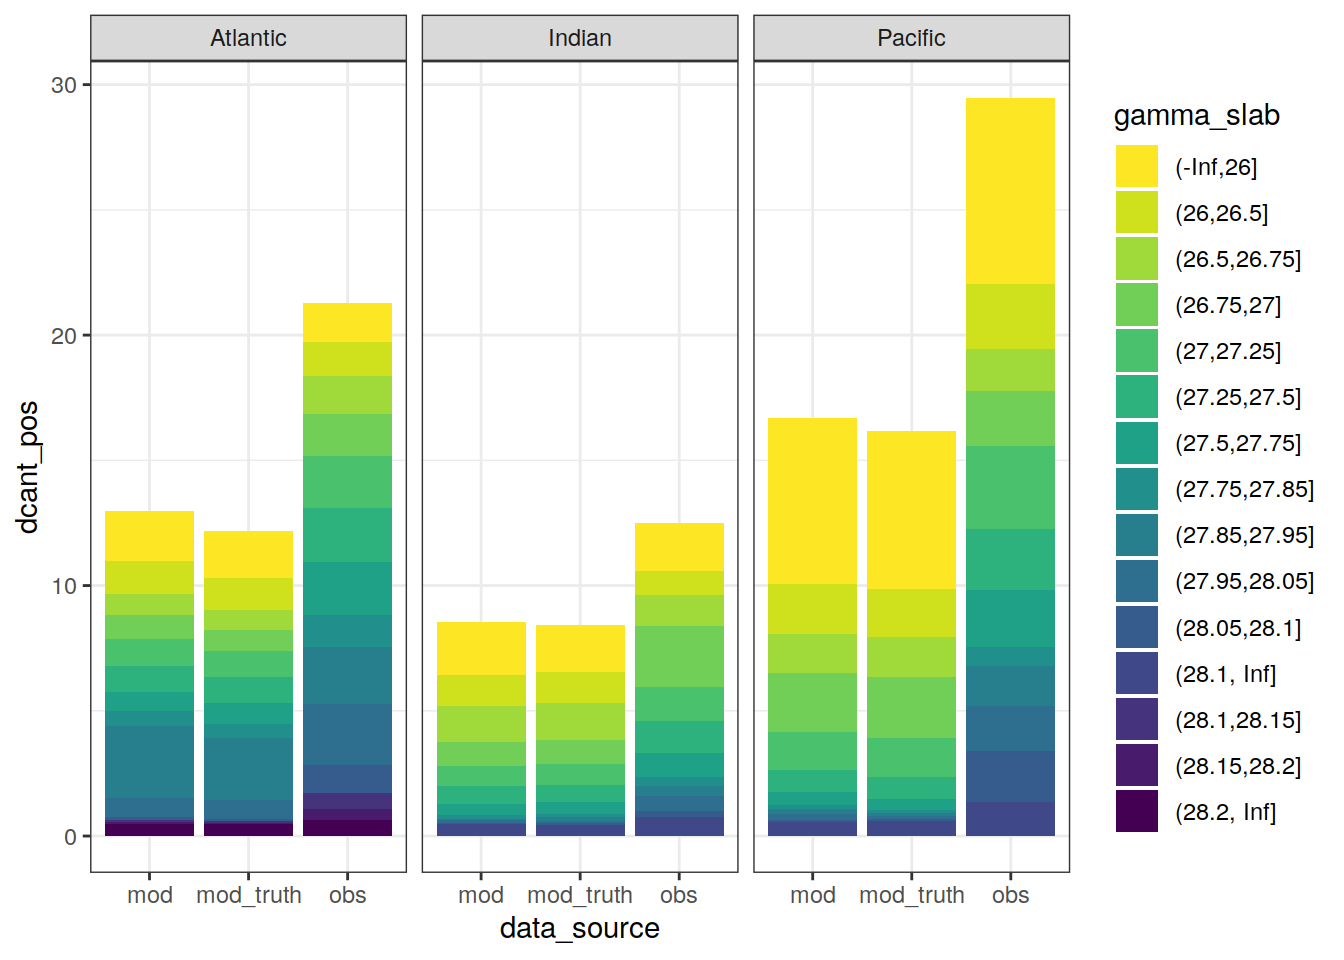 Atlantic
Indian
Pacific
30
20
10
0
dcant_pos
mod
mod_truth
obs
mod
mod_truth
obs
mod
mod_truth
obs
data_source
gamma_slab
(-Inf,26]
(26,26.5]
(26.5,26.75]
(26.75,27]
(27,27.25]
(27.25,27.5]
(27.5,27.75]
(27.75,27.85]
(27.85,27.95]
(27.95,28.05]
(28.05,28.1]
(28.1, Inf]
(28.1,28.15]
(28.15,28.2]
(28.2, Inf]